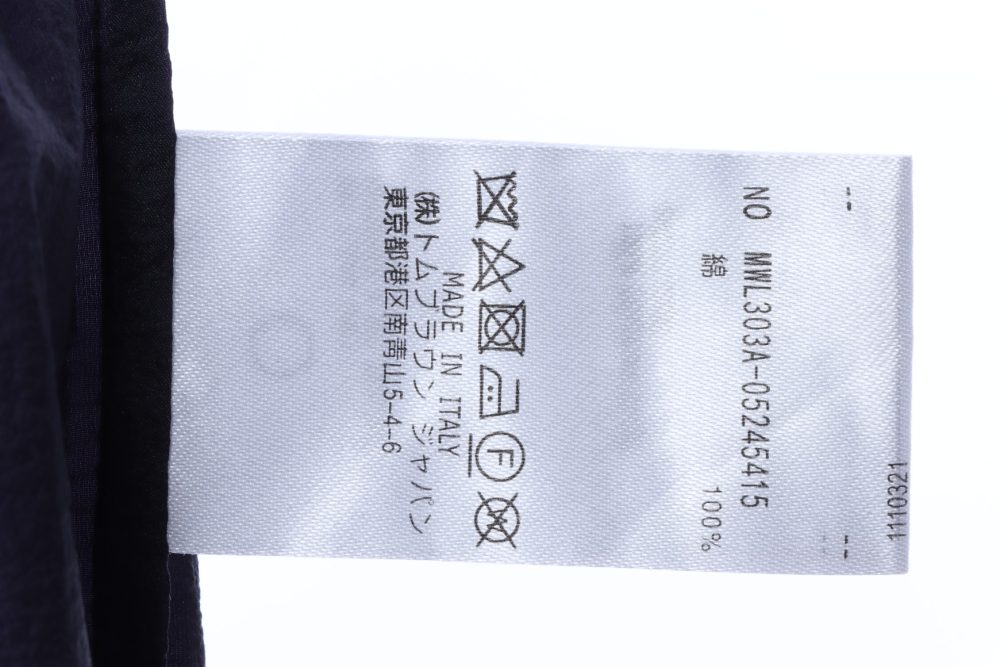 1110321
-- --
NO MWL303A-05245415
綿 100%
F
W
MADE IN ITALY
(株)トムブラウン ジャパン
東京都港区南青山5-4-6